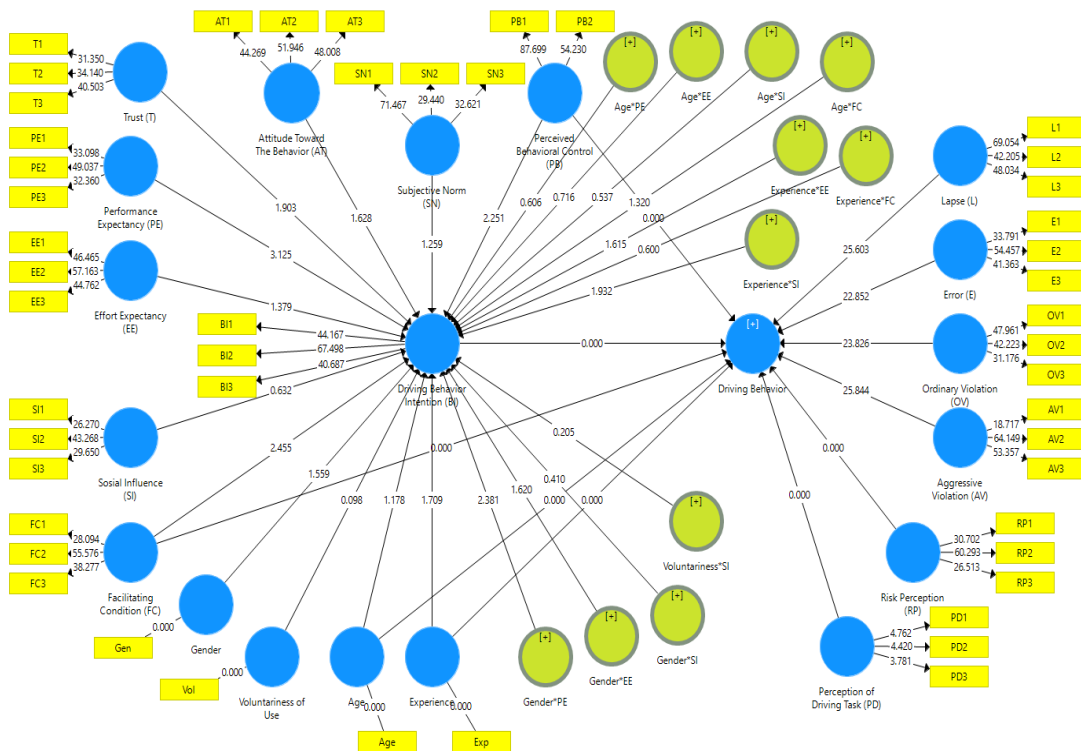 AT1
AT2
AT3
44.269
51.946
48.008
PB1
PB2
87.699
54.230
T1
T2
T3
31.350
34.140
40.503
Trust (T)
SN1
SN2
SN3
71.467
29.440
32.621
Attitude Toward
The Behavior (AT)
Subjective Norm
(SN)
Perceived
Behavioral Control
(PB)
[+]
Age*PE
[+]
Age*EE
[+]
Age*SI
[+]
Age*FC
[+]
Experience*EE
[+]
Experience*FC
[+]
Experience*SI
L1
L2
L3
69.054
42.205
48.034
Lapse (L)
PE1
PE2
PE3
33.098
49.037
32.360
Performance
Expectancy (PE)
E1
E2
E3
33.791
54.457
41.363
Error (E)
EE1
EE2
EE3
46.465
57.163
44.762
Effort Expectancy
(EE)
1.903
1.628
1.259
2.251
0.606
0.716
0.537
1.320
0.000
1.615
0.600
1.932
25.603
22.852
3.125
1.379
BI1
BI2
BI3
44.167
67.498
40.687
0.632
Driving Behavior
Intention (BI)
0.000
[+]
Driving Behavior
23.826
25.844
OV1
OV2
OV3
47.961
42.223
31.176
Ordinary Violation
(OV)
AV1
AV2
AV3
18.717
64.149
53.357
Aggressive
Violation (AV)
SI1
SI2
SI3
26.270
43.268
29.650
Sosial Influence
(SI)
2.455
0.000
0.205
1.559
0.098
1.178
1.709
2.381
1.620
0.410
0.000
0.000
0.000
0.000
FC1
FC2
FC3
28.094
55.576
38.277
Facilitating
Condition (FC)
[+]
Voluntariness*SI
RP1
RP2
RP3
30.702
60.293
26.513
Risk Perception
(RP)
Gen
0.000
Gender
Vol
0.000
Voluntariness of
Use
Age
0.000
Age
Experience
0.000
Exp
[+]
Gender*PE
[+]
Gender*EE
[+]
Gender*SI
PD1
PD2
PD3
4.762
4.420
3.781
Perception of
Driving Task (PD)